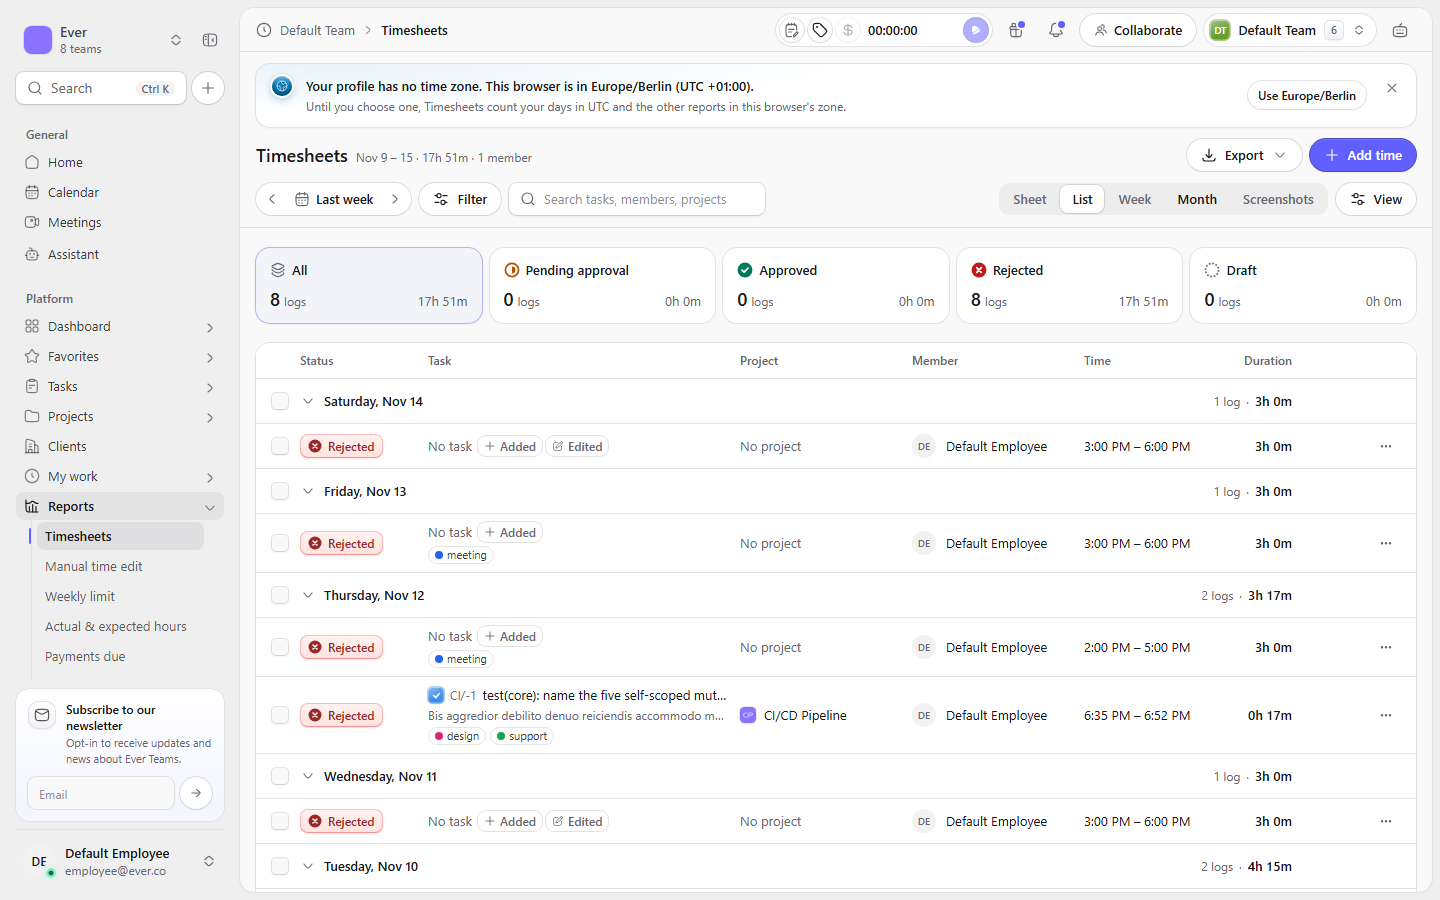 Ever
8 teams
Search
Ctrl K
General
Home
Calendar
Meetings
Assistant
Platform
Dashboard
Favorites
Tasks
Projects
Clients
My work
Reports
Timesheets
Manual time edit
Weekly limit
Actual & expected hours
Payments due
Subscribe to our newsletter
Opt-in to receive updates and news about Ever Teams.
Email
DE
Default Employee
employee@ever.co
Default Team
Timesheets
00:00:00
Collaborate
DT
Default Team
6
Your profile has no time zone. This browser is in Europe/Berlin (UTC +01:00).
Until you choose one, Timesheets count your days in UTC and the other reports in this browser's zone.
Use Europe/Berlin
Timesheets
Nov 9 – 15 · 17h 51m · 1 member
Export
Add time
Last week
Filter
Search tasks, members, projects
Sheet
List
Week
Month
Screenshots
View
All
8 logs
17h 51m
Pending approval
0 logs
0h 0m
Approved
0 logs
0h 0m
Rejected
8 logs
17h 51m
Draft
0 logs
0h 0m
Status
Task
Project
Member
Time
Duration
Saturday, Nov 14
1 log · 3h 0m
Rejected
No task
Added
Edited
No project
DE
Default Employee
3:00 PM – 6:00 PM
3h 0m
Friday, Nov 13
1 log · 3h 0m
Rejected
No task
Added
meeting
No project
DE
Default Employee
3:00 PM – 6:00 PM
3h 0m
Thursday, Nov 12
2 logs · 3h 17m
Rejected
No task
Added
meeting
No project
DE
Default Employee
2:00 PM – 5:00 PM
3h 0m
Rejected
CI/-1 test(core): name the five self-scoped mut...
Bis aggredior debilito denuo reiciendis accommodo m...
design
support
CP
CI/CD Pipeline
DE
Default Employee
6:35 PM – 6:52 PM
0h 17m
Wednesday, Nov 11
1 log · 3h 0m
Rejected
No task
Added
Edited
No project
DE
Default Employee
3:00 PM – 6:00 PM
3h 0m
Tuesday, Nov 10
2 logs · 4h 15m